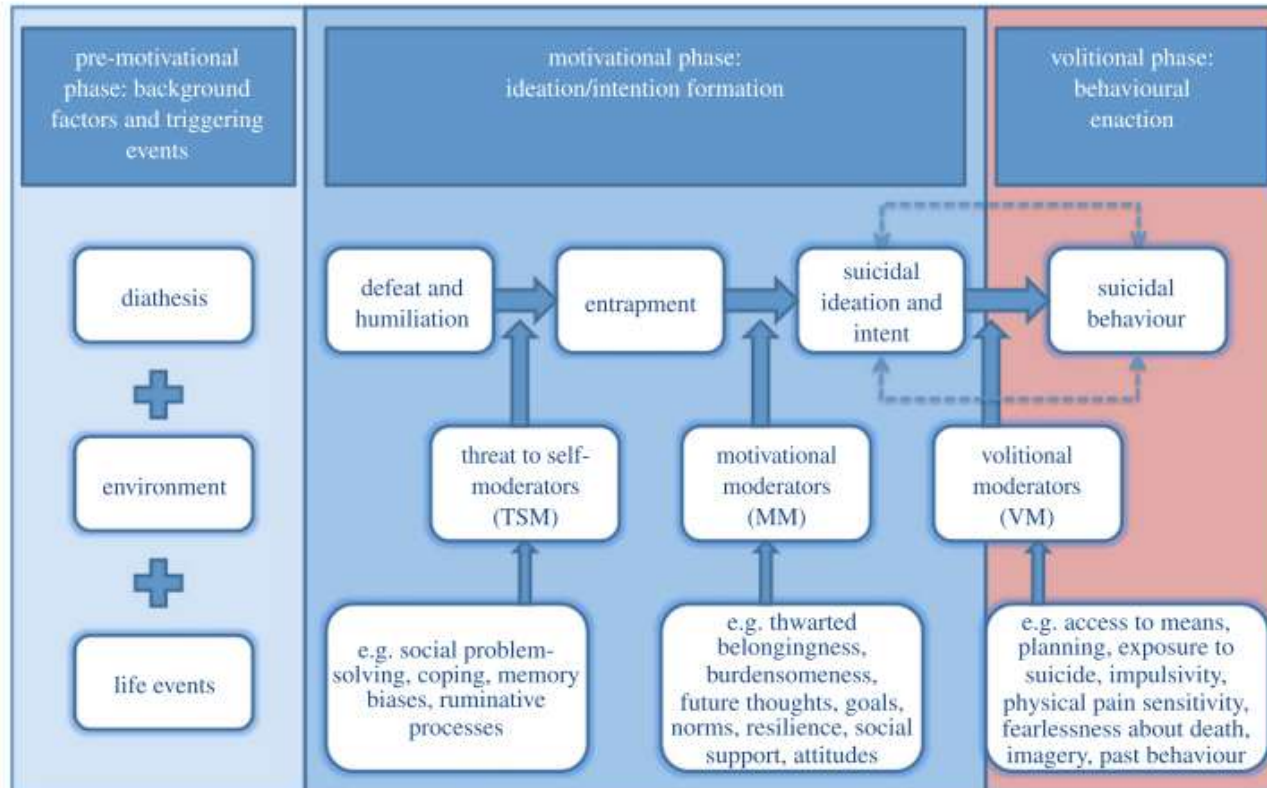 pre-motivational
phase: background
factors and triggering
events
motivational phase:
ideation/intention formation
volitional phase:
behavioural
enaction
diathesis
environment
life events
defeat and
humiliation
entrapment
suicidal
ideation and
intent
suicidal
behaviour
threat to self-
moderators
(TSM)
motivational
moderators
(MM)
volitional
moderators
(VM)
e.g. social problem-
solving, coping, memory
biases, ruminative
processes
e.g. thwarted
belongingness,
burdensomeness,
future thoughts, goals,
norms, resilience, social
support, attitudes
e.g. access to means,
planning, exposure to
suicide, impulsivity,
physical pain sensitivity,
fearlessness about death,
imagery, past behaviour